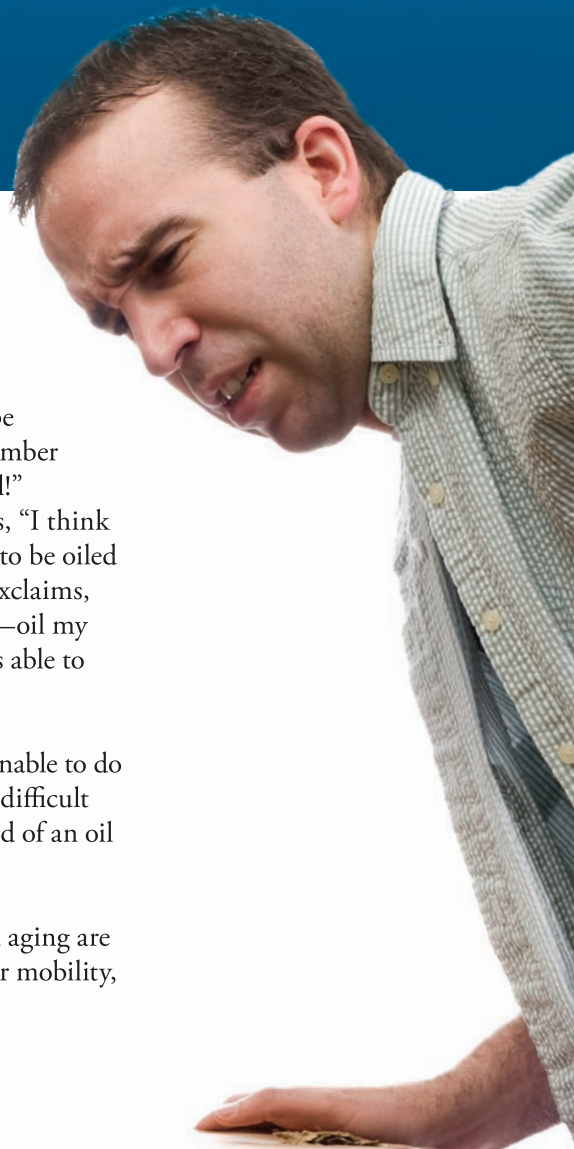 be
mber
l!”
s, “I think
to be oiled
xclaims,
—oil my
s able to
nable to do
difficult
d of an oil
aging are
r mobility,